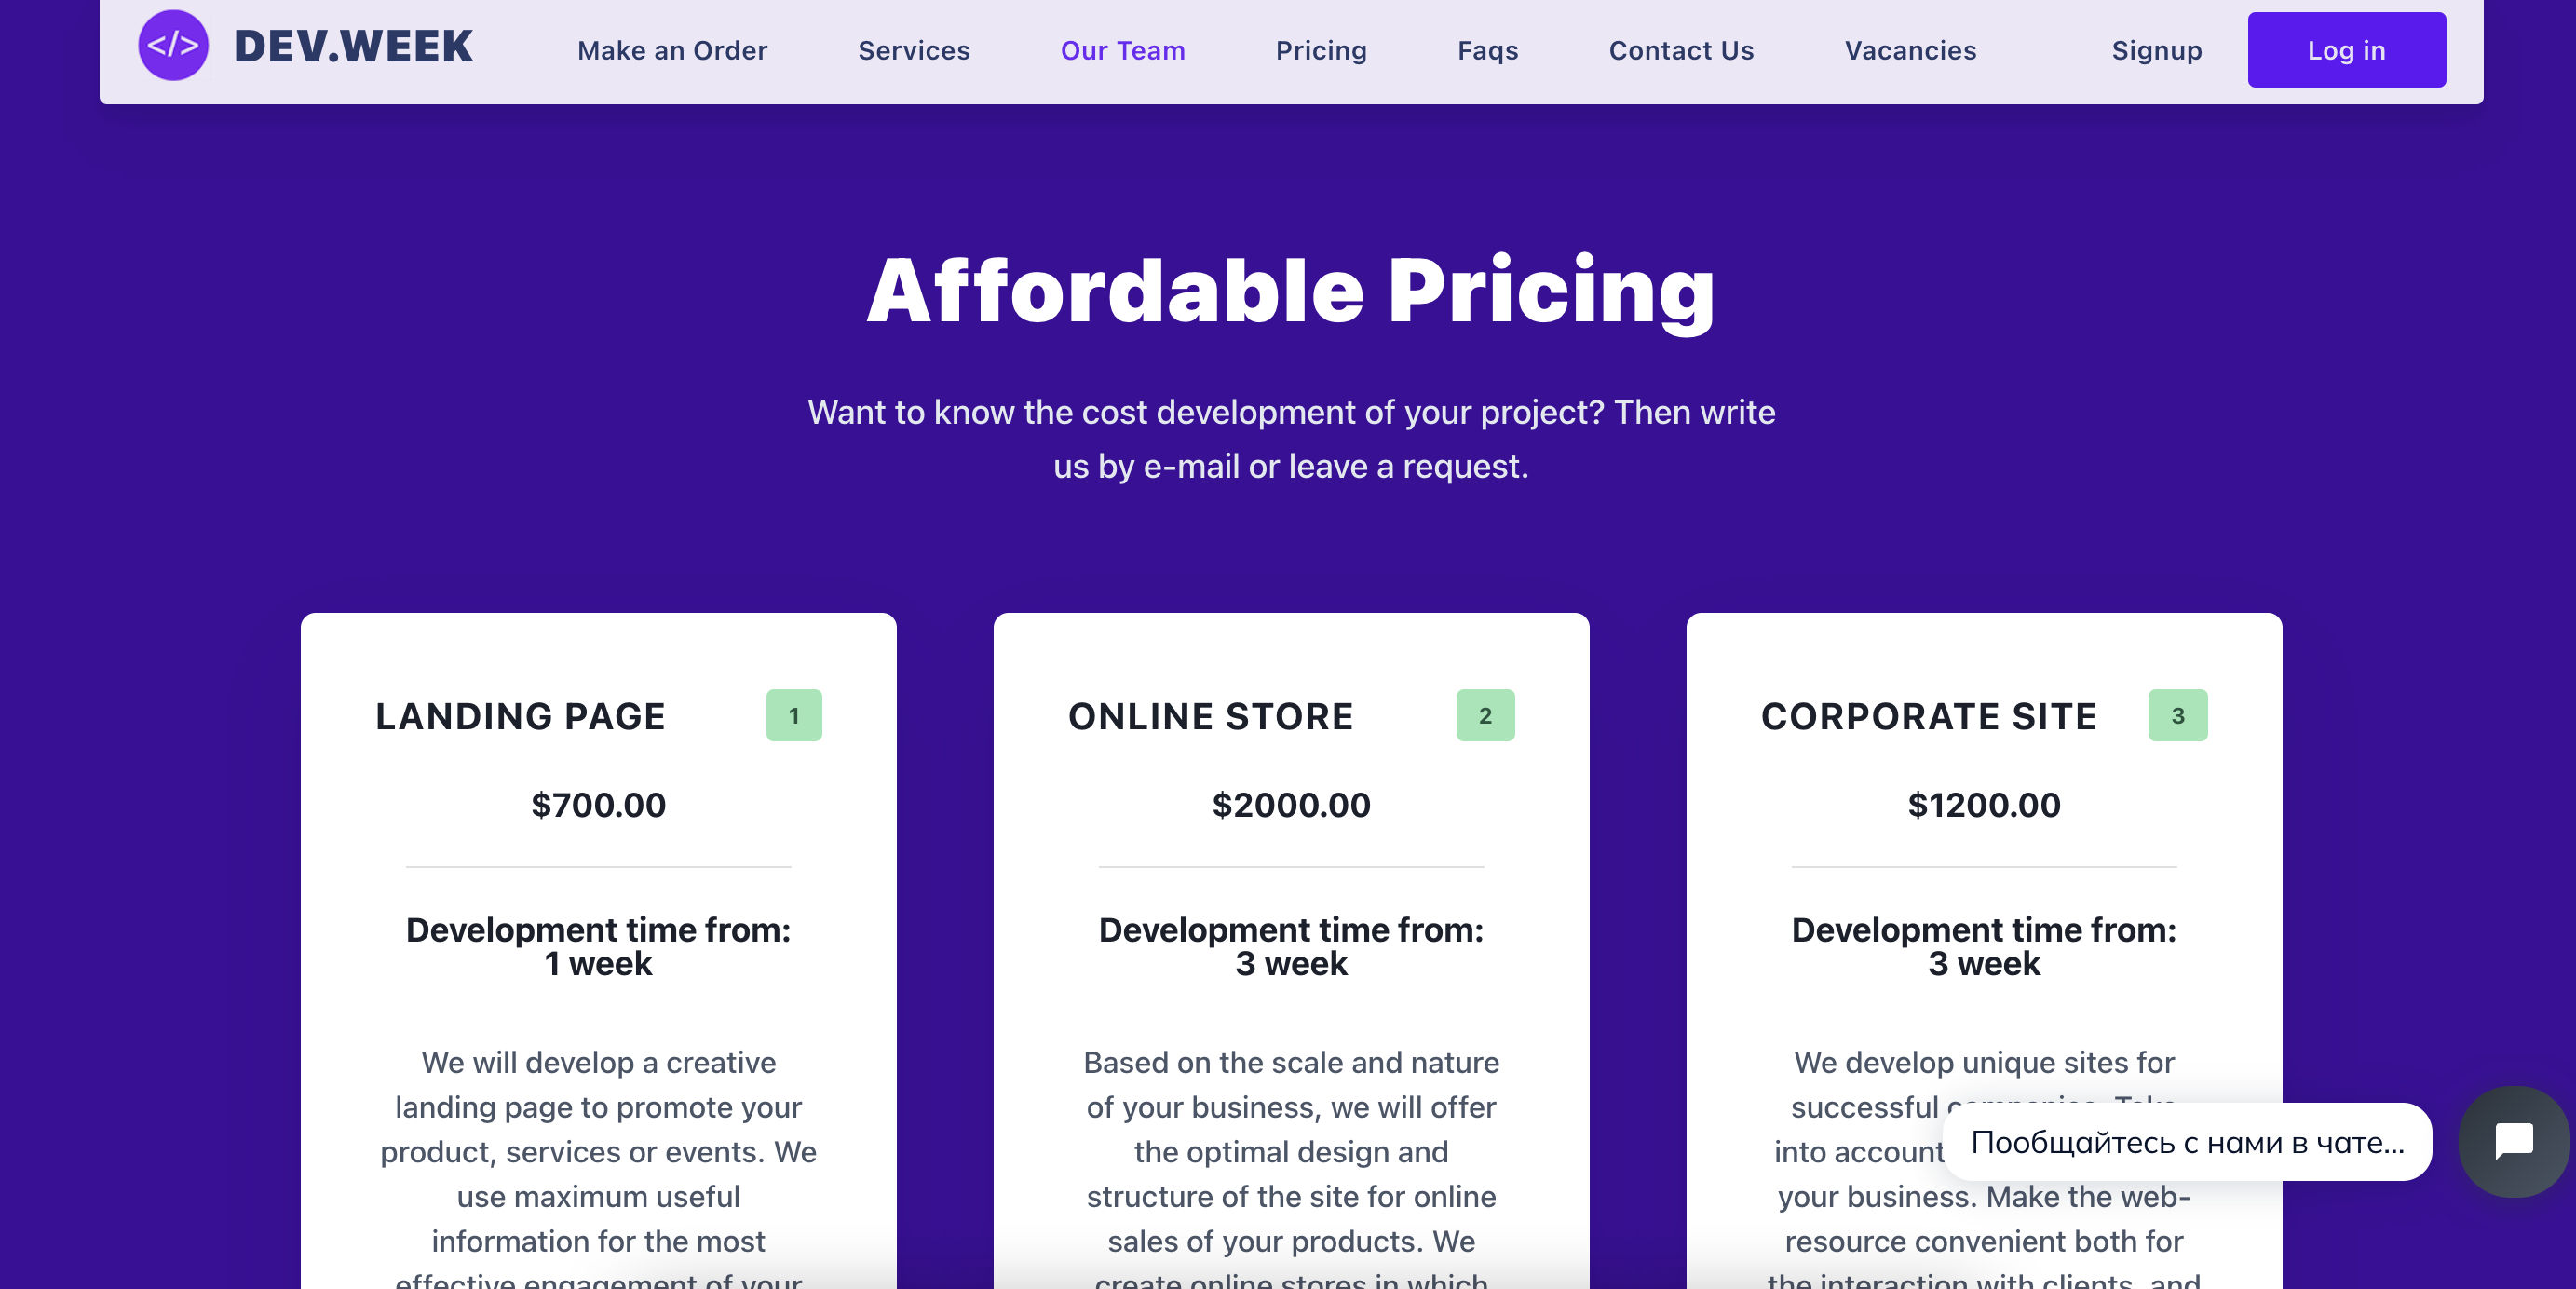 </> DEV.WEEK Make an Order Services Our Team Pricing Faqs Contact Us Vacancies Signup Log in
Affordable Pricing
Want to know the cost development of your project? Then write
us by e-mail or leave a request.
LANDING PAGE 1
$700.00
Development time from:
1 week
We will develop a creative
landing page to promote your
product, services or events. We
use maximum useful
information for the most
effective engagement of your
ONLINE STORE 2
$2000.00
Development time from:
3 week
Based on the scale and nature
of your business, we will offer
the optimal design and
structure of the site for online
sales of your products. We
create online stores in which
CORPORATE SITE 3
$1200.00
Development time from:
3 week
We develop unique sites for
successful companies. Take
into account
your business. Make the web-
resource convenient both for
the interaction with clients, and
Пообщайтесь с нами в чате...